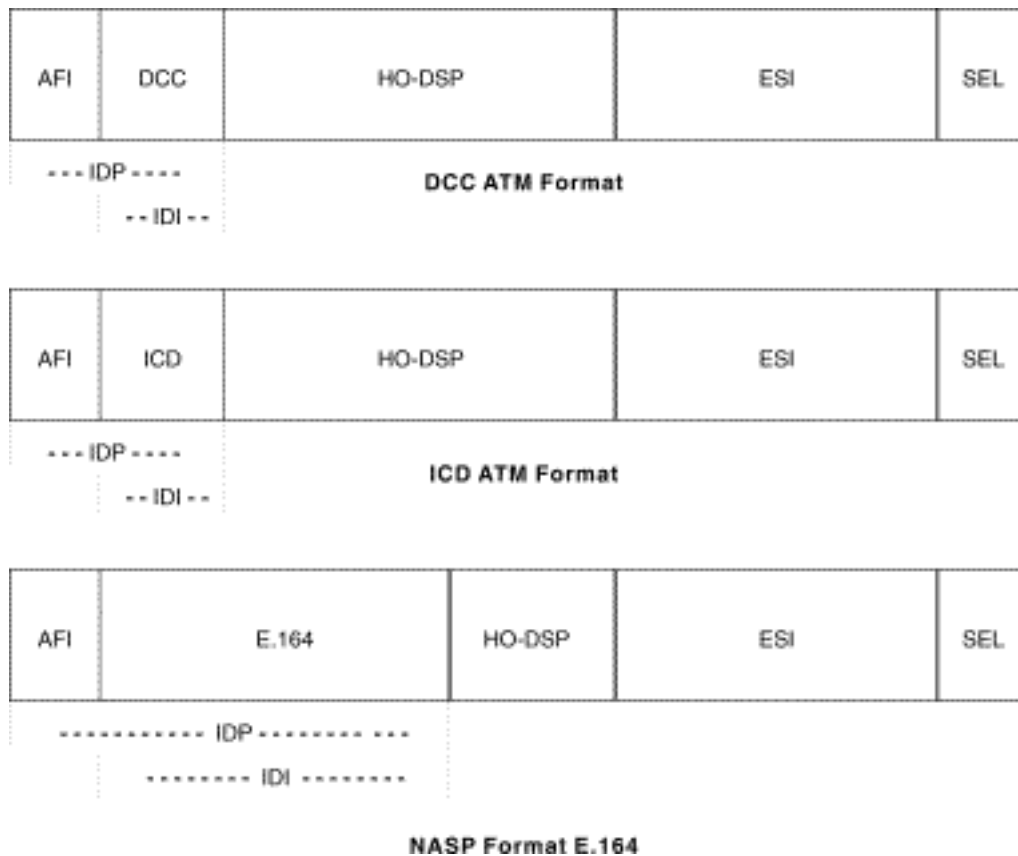 AFI DCC HO-DSP ESI SEL
---IDP----
DCC ATM Format
--IDI--
AFI ICD HO-DSP ESI SEL
---IDP----
ICD ATM Format
--IDI--
AFI E.164 HO-DSP ESI SEL
----------- IDP -------- ---
-------- IDI --------
NASP Format E.164